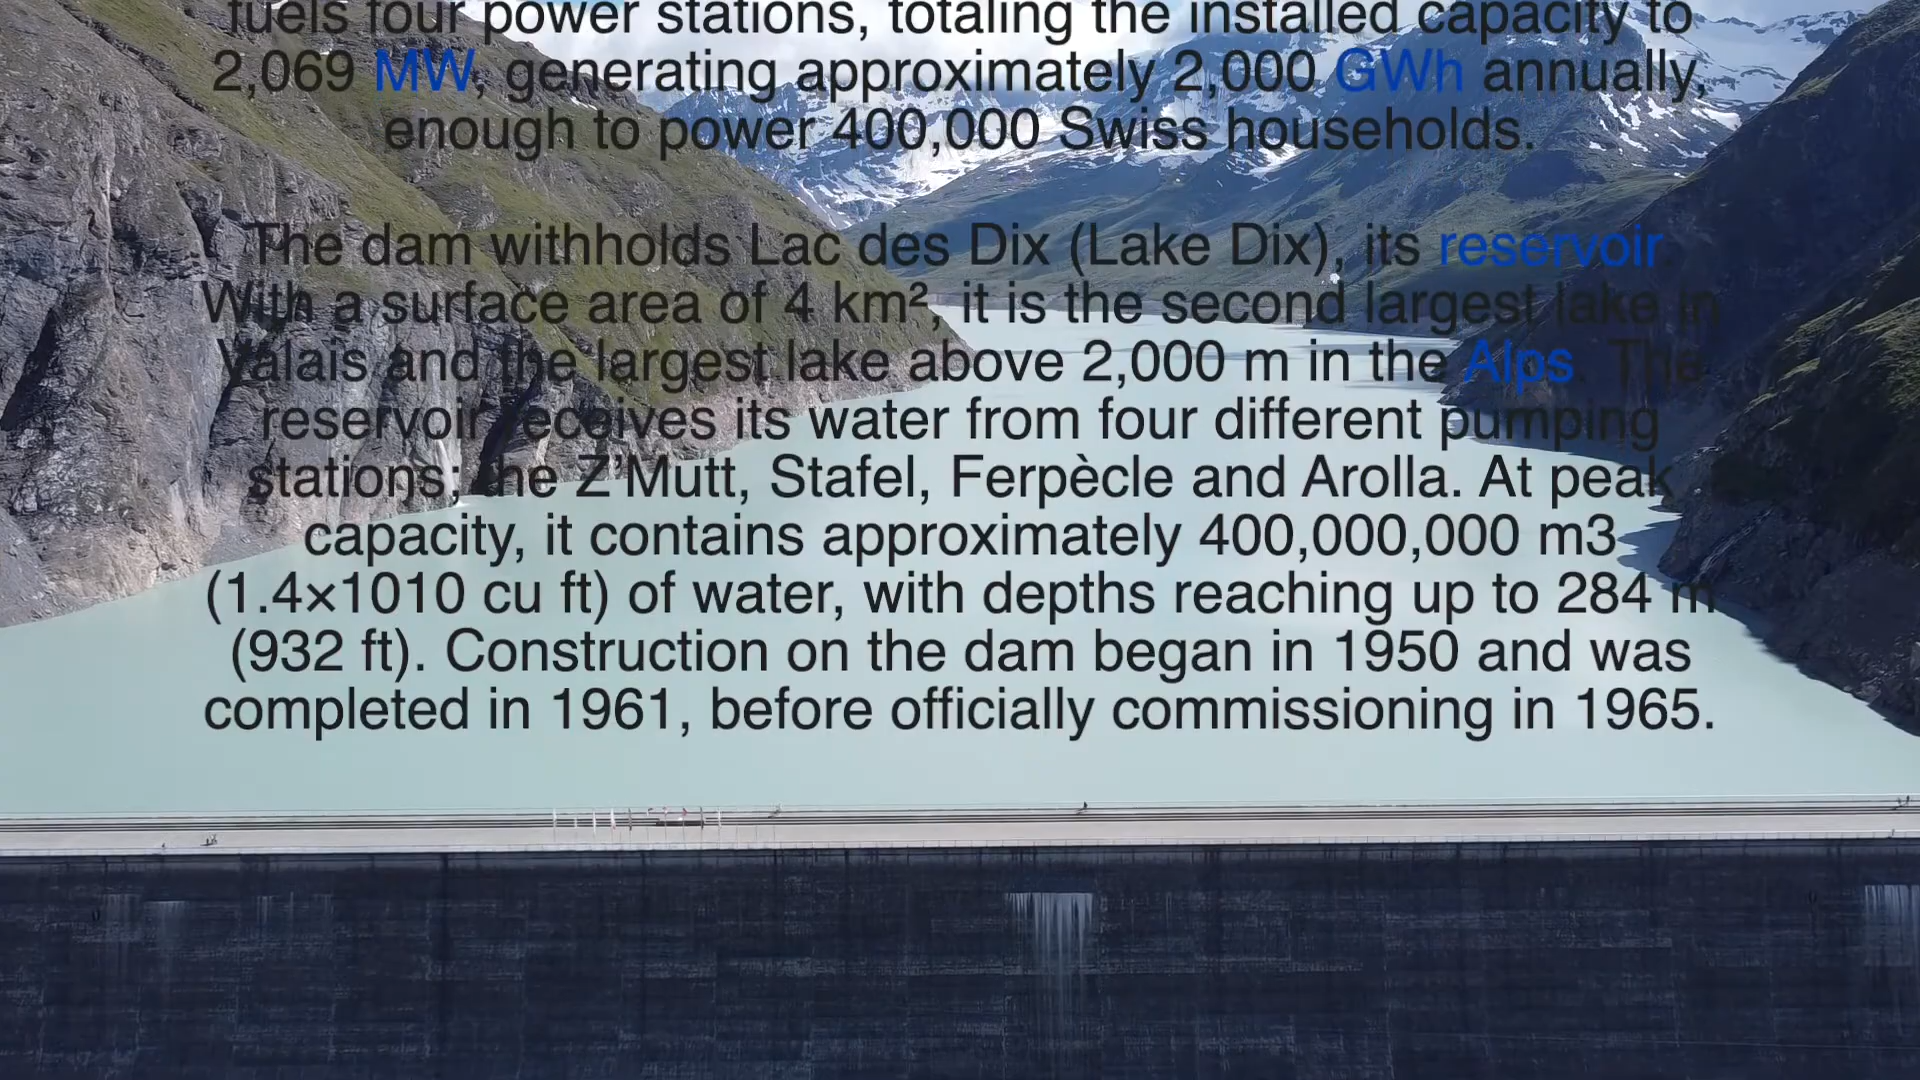 fuels four power stations, totaling the installed capacity to
2,069 MW, generating approximately 2,000 GWh annually,
enough to power 400,000 Swiss households.
The dam withholds Lac des Dix (Lake Dix), its reservoir.
With a surface area of 4 km², it is the second largest lake in
Valais and the largest lake above 2,000 m in the Alps. The
reservoir receives its water from four different pumping
stations; the Z’Mutt, Stafel, Ferpècle and Arolla. At peak
capacity, it contains approximately 400,000,000 m3
(1.4×1010 cu ft) of water, with depths reaching up to 284 m
(932 ft). Construction on the dam began in 1950 and was
completed in 1961, before officially commissioning in 1965.